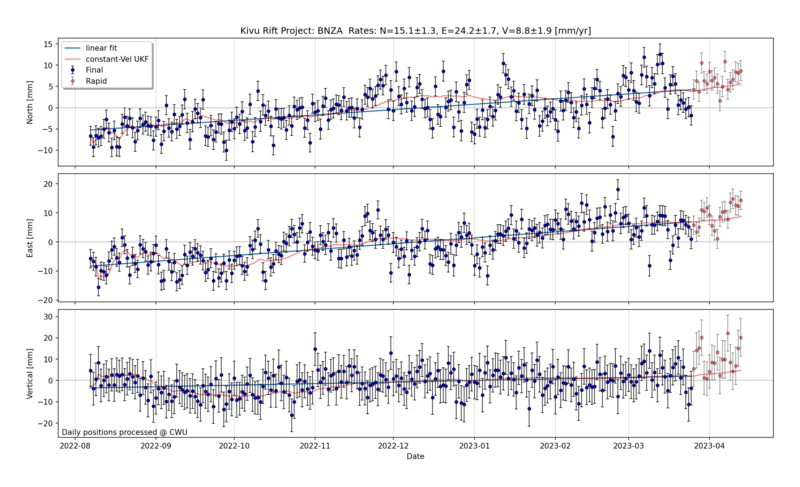 Kivu Rift Project: BNZA  Rates: N=15.1±1.3, E=24.2±1.7, V=8.8±1.9 [mm/yr]
linear fit
constant-Vel UKF
Final
Rapid
North [mm]
15
10
5
0
−5
−10
East [mm]
20
10
0
−10
−20
Vertical [mm]
30
20
10
0
−10
−20
Daily positions processed @ CWU
2022-08 2022-09 2022-10 2022-11 2022-12 2023-01 2023-02 2023-03 2023-04
Date